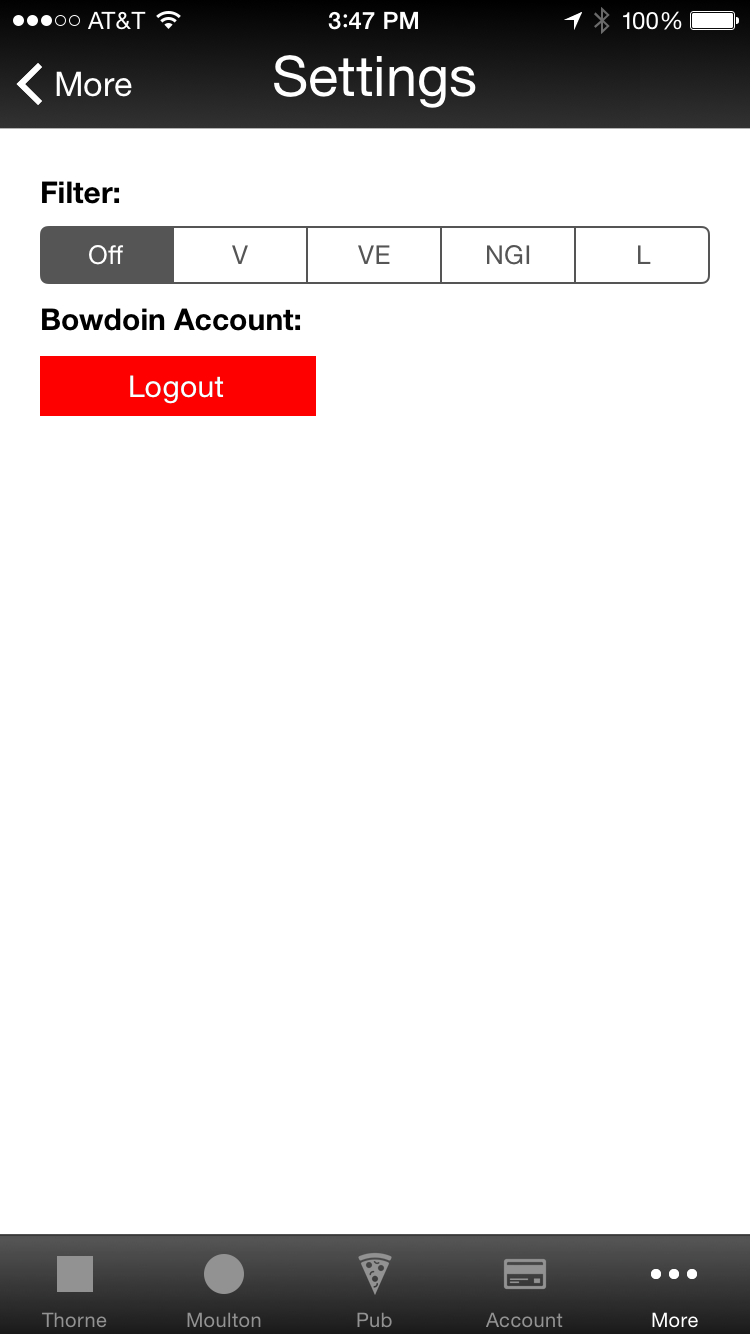 AT&T 3:47 PM 100%
More Settings
Filter:
Off V VE NGI L
Bowdoin Account:
Logout
Thorne Moulton Pub Account More